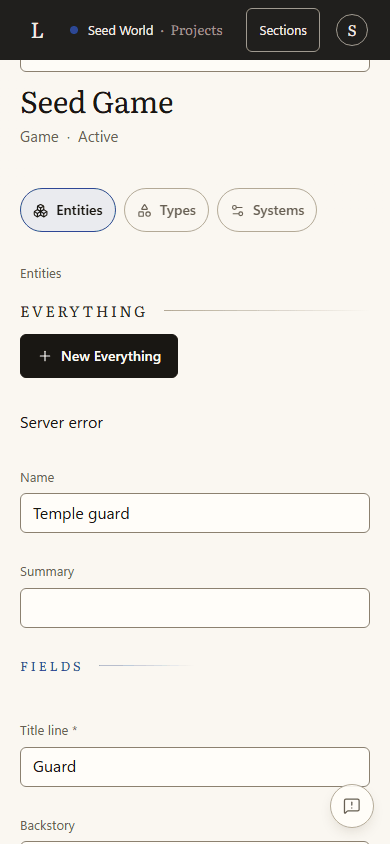 L
Seed World · Projects
Sections
S
Seed Game
Game · Active
Entities
Types
Systems
Entities
EVERYTHING
New Everything
Server error
Name
Temple guard
Summary
FIELDS
Title line *
Guard
Backstory